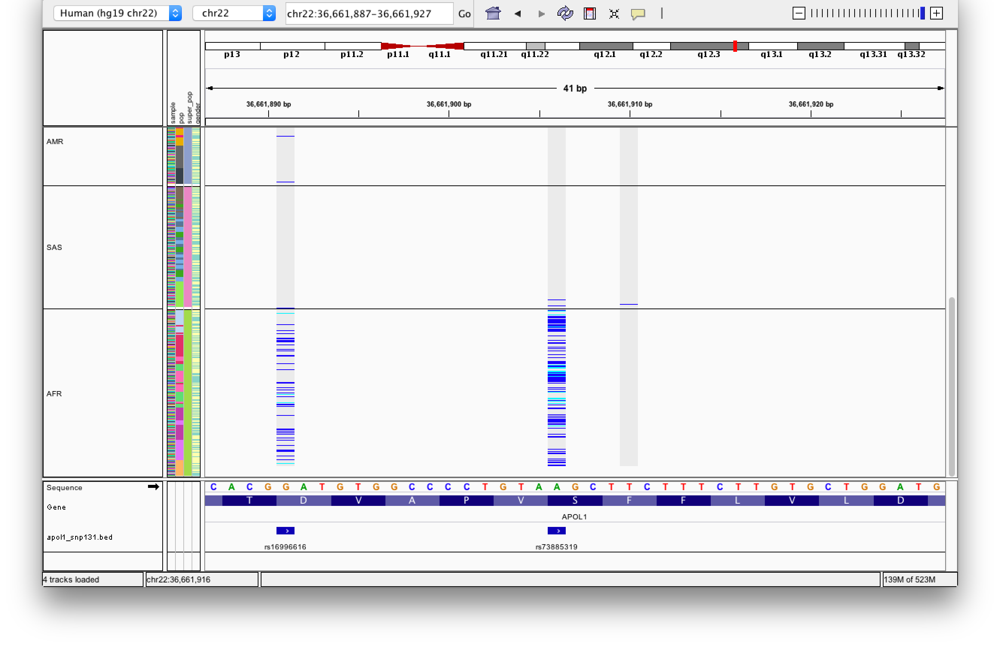 Human (hg19 chr22) chr22 chr22:36,661,887-36,661,927 Go
p13 p12 p11.2 p11.1 q11.1 q11.21 q11.22 q12.1 q12.2 q12.3 q13.1 q13.2 q13.31 q13.32
41 bp
sample
pop
super_pop
gender
36,661,890 bp 36,661,900 bp 36,661,910 bp 36,661,920 bp
AMR
SAS
AFR
Sequence C A C G G A T G T G G C C C C T G T A A G C T T C T T T C T T G T G C T G G A T G
T D V A P V S F F L V L D
Gene
APOL1
apol1_snp131.bed
rs16996616 rs73885319
4 tracks loaded chr22:36,661,916 139M of 523M